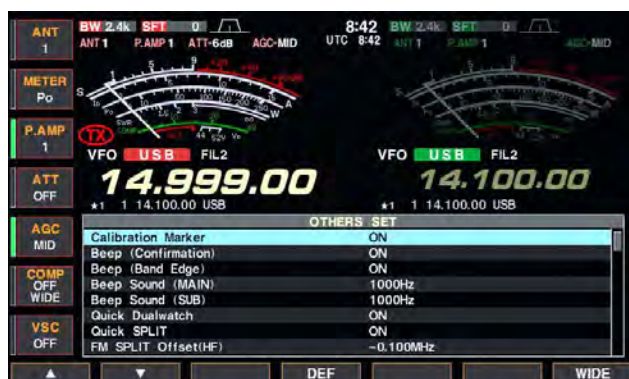 ANT
1
METER
Po
P.AMP
1
ATT
OFF
AGC
MID
COMP
OFF
WIDE
VSC
OFF
BW 2.4k SFT 0
ANT 1 P.AMP 1 ATT-6dB AGC-MID
8:42
UTC 8:42
BW 2.4k SFT 0
ANT 1 P.AMP 1 AGC-MID
TX
VFO USB FIL2
14.999.00
★1 1 14.100.00 USB
VFO USB FIL2
14.100.00
★1 1 14.100.00 USB
OTHERS SET
Calibration Marker ON
Beep (Confirmation) ON
Beep (Band Edge) ON
Beep Sound (MAIN) 1000Hz
Beep Sound (SUB) 1000Hz
Quick Dualwatch ON
Quick SPLIT ON
FM SPLIT Offset(HF) -0.100MHz
DEF WIDE